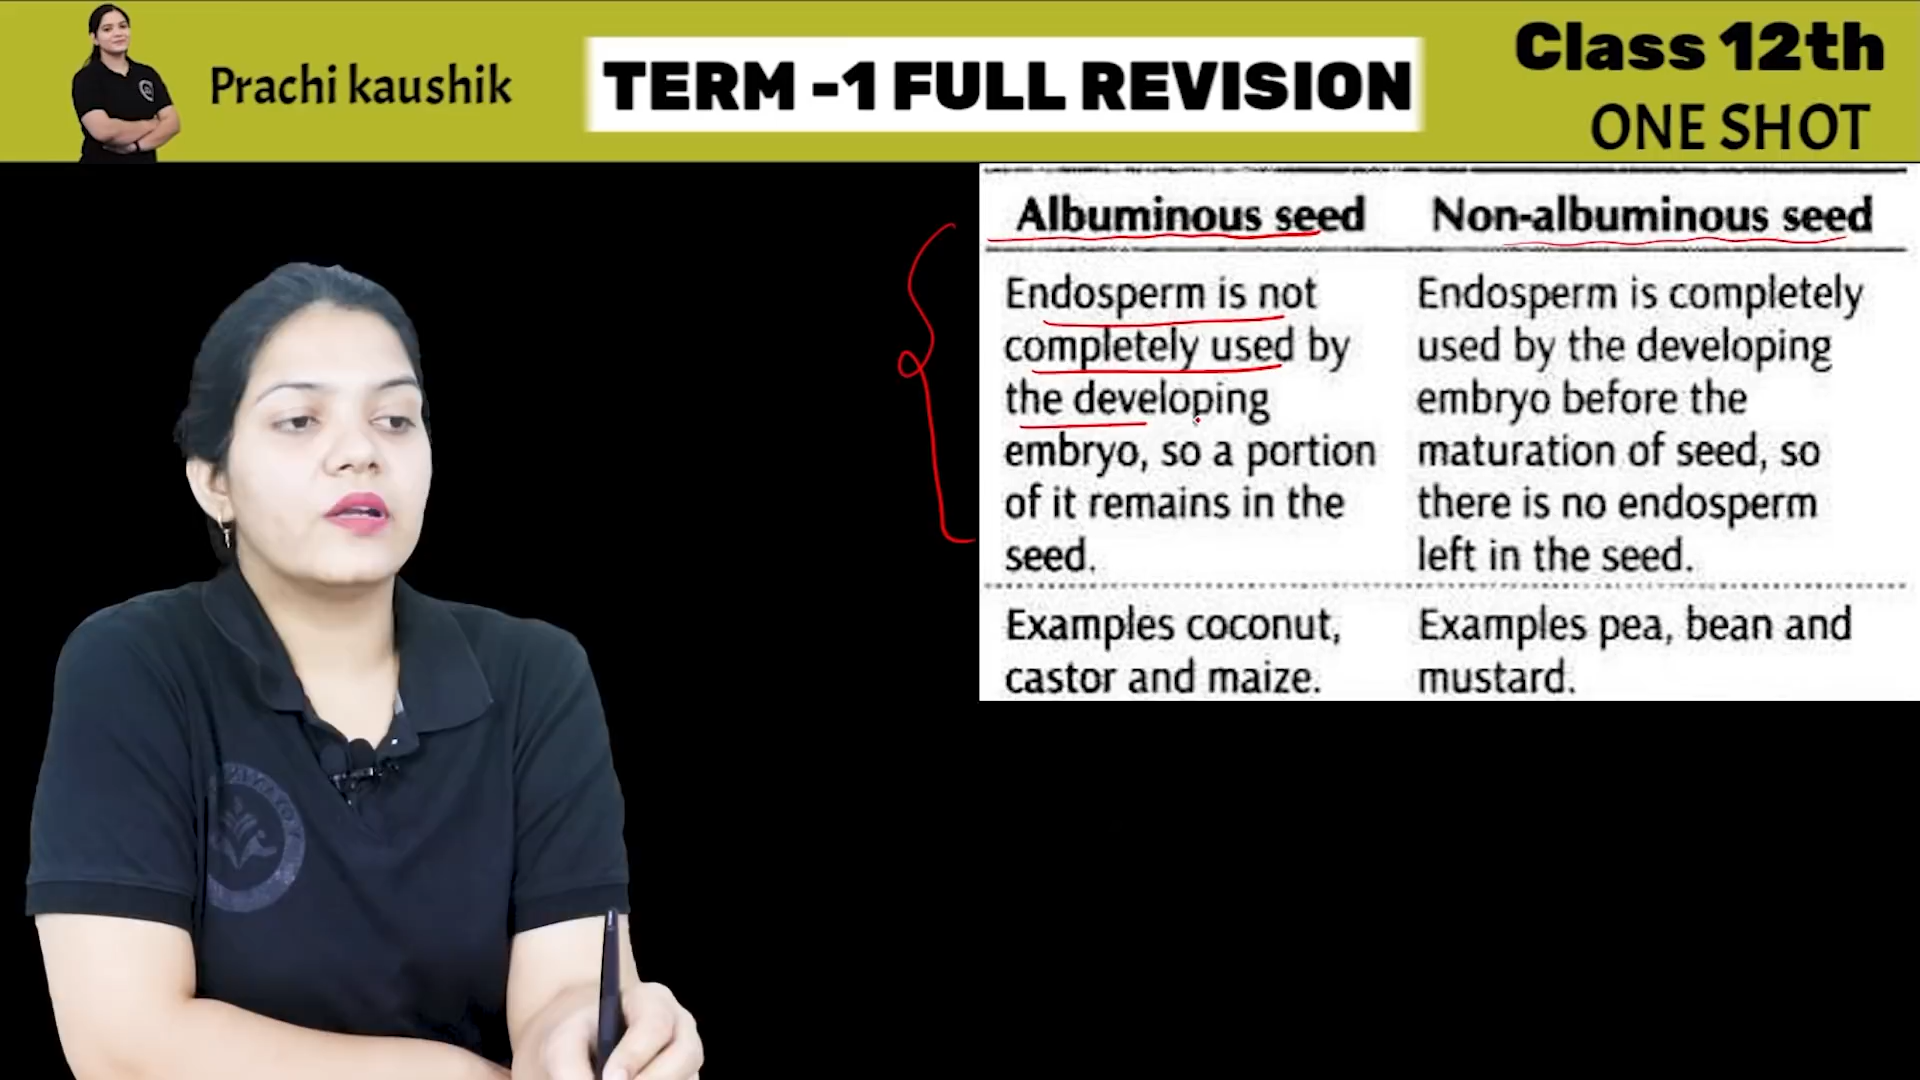 Prachi kaushik
TERM -1 FULL REVISION
Class 12th
ONE SHOT
Albuminous seed
Non-albuminous seed
Endosperm is not
completely used by
the developing
embryo, so a portion
of it remains in the
seed.
Endosperm is completely
used by the developing
embryo before the
maturation of seed, so
there is no endosperm
left in the seed.
Examples coconut,
castor and maize.
Examples pea, bean and
mustard.